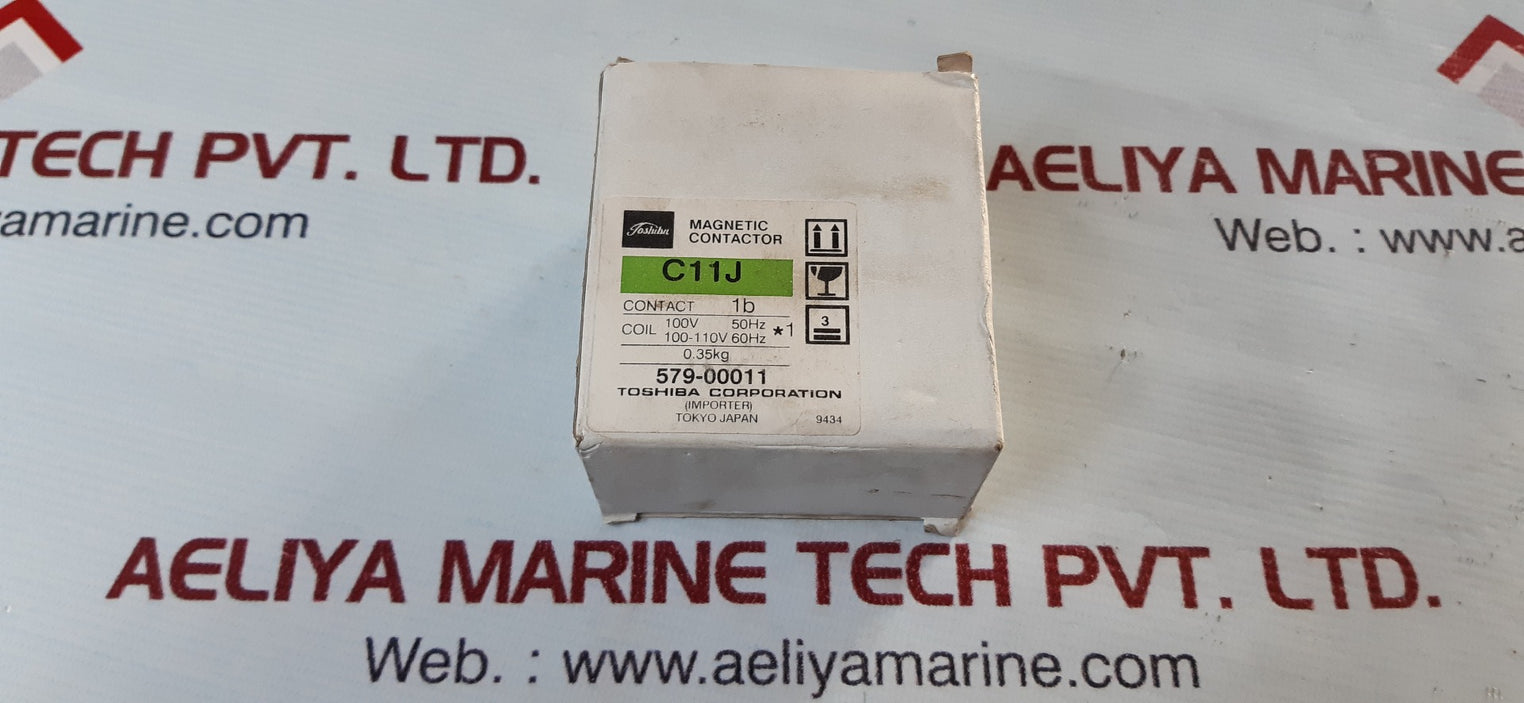 TECH PVT. LTD.
yamarine.com
AELIYA MARINE
Web. : www.a
Toshiba
MAGNETIC
CONTACTOR
C11J
CONTACT 1b
COIL 100V 50Hz
100-110V 60Hz ★1
0.35kg
579-00011
TOSHIBA CORPORATION
(IMPORTER)
TOKYO JAPAN 9434
3
AELIYA MARINE TECH PVT. LTD.
Web. : www.aeliyamarine.com